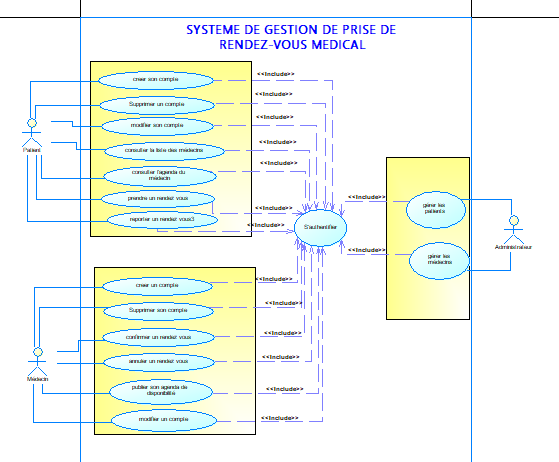 SYSTEME DE GESTION DE PRISE DE
RENDEZ-VOUS MEDICAL
creer son compte
<<Include>>
Supprimer un compte
<<Include>>
modifier son compte
<<Include>>
Patient
consulter la liste des médecins
<<Include>>
consulter l'agenda du
médecin
<<Include>>
prendre un rendez vous
<<Include>>
reporter un rendez vous3
<<Include>>
S'authentifier
<<Include>>
gérer les
patients
<<Include>>
gérer les
médecins
Administrateur
creer un compte
<<Include>>
Supprimer son compte
<<Include>>
confirmer un rendez vous
<<Include>>
Médecin
annuler un rendez vous
<<Include>>
publier son agenda de
disponibilité
<<Include>>
modifier un compte
<<Include>>